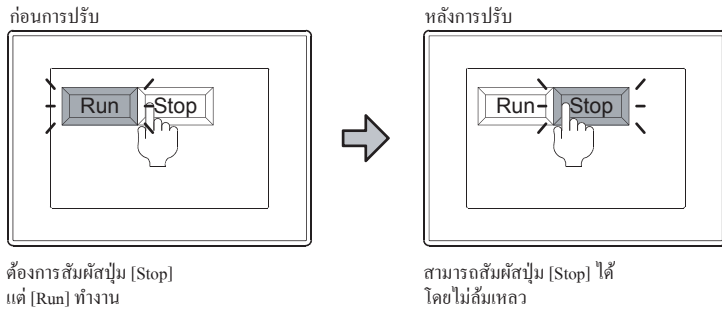 ก่อนการปรับ
Run Stop
ต้องการสัมผัสปุ่ม [Stop]
แต่ [Run] ทำงาน
หลังการปรับ
Run Stop
สามารถสัมผัสปุ่ม [Stop] ได้
โดยไม่ล้มเหลว